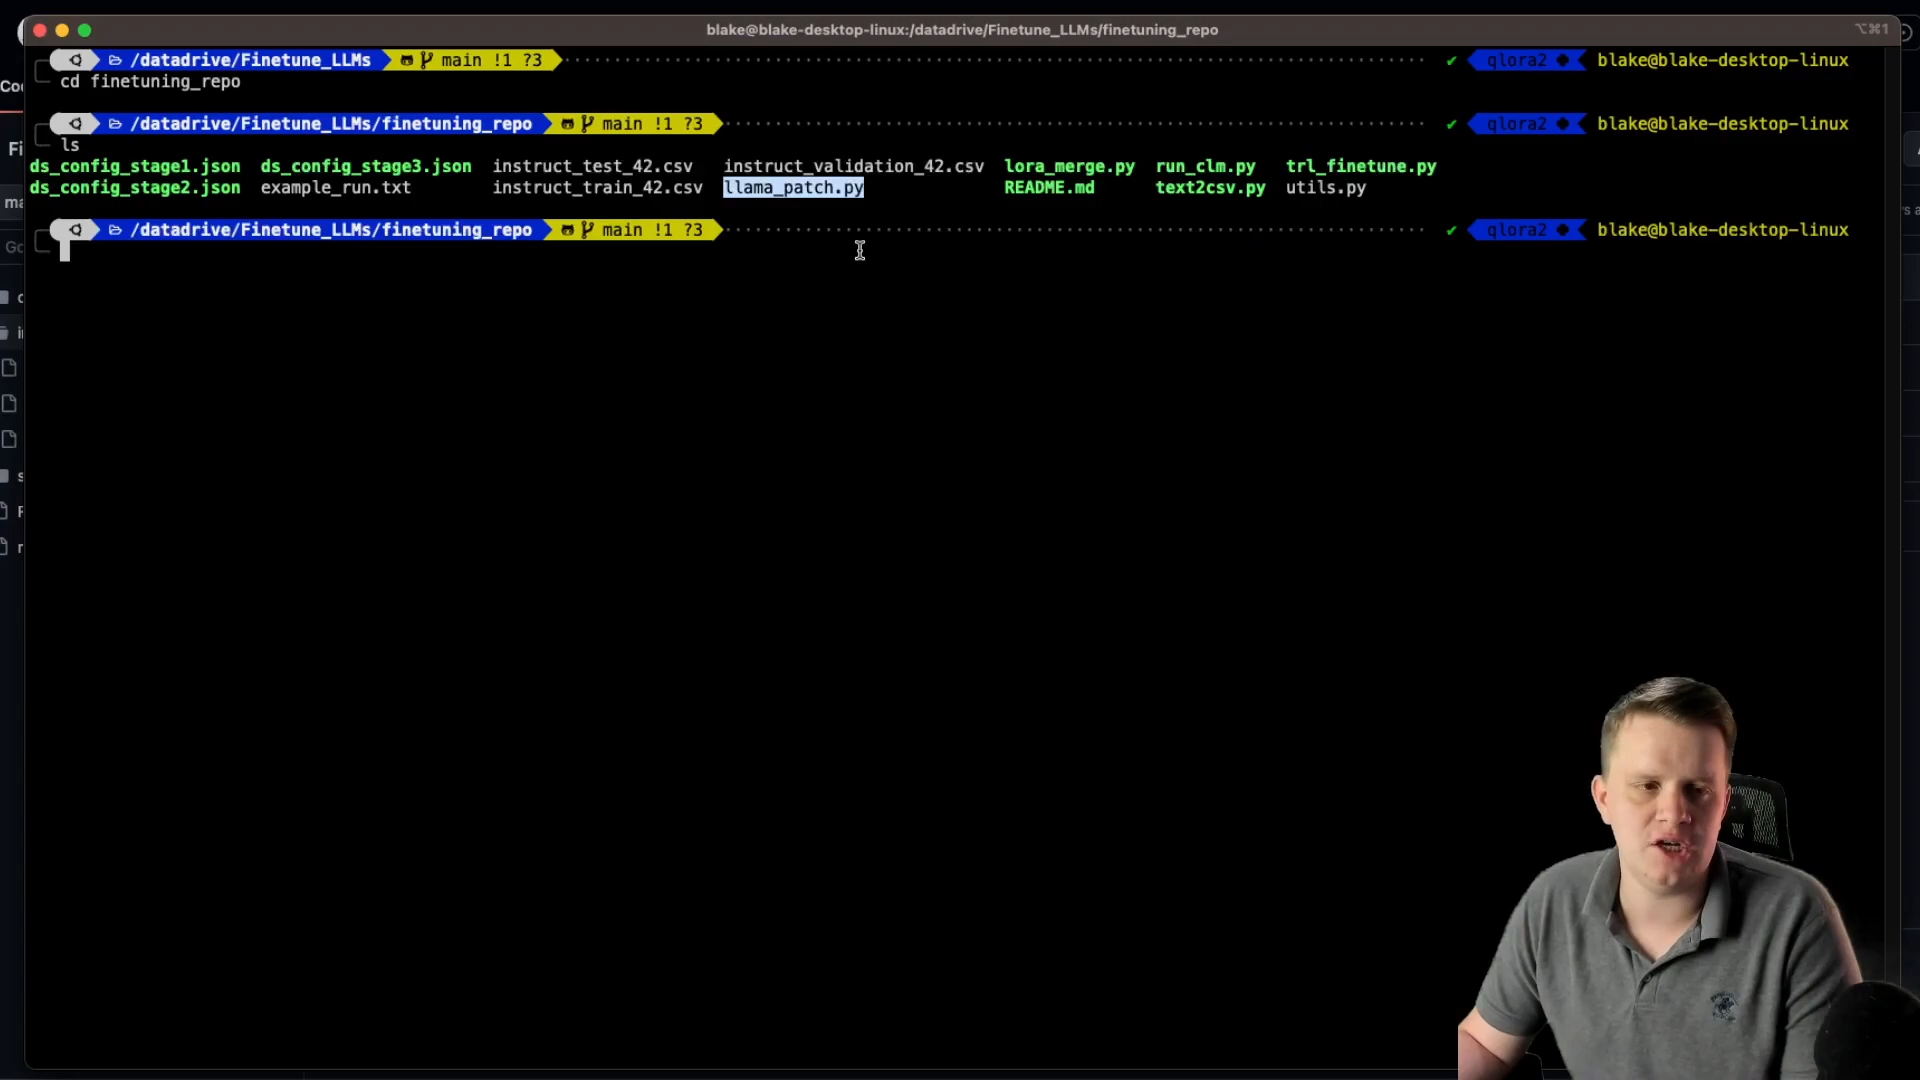 blake@blake-desktop-linux:/datadrive/Finetune_LLMs/finetuning_repo ⌥⌘1
/datadrive/Finetune_LLMs main !1 ?3 ✔ qlora2 blake@blake-desktop-linux
cd finetuning_repo
/datadrive/Finetune_LLMs/finetuning_repo main !1 ?3 ✔ qlora2 blake@blake-desktop-linux
ls
ds_config_stage1.json ds_config_stage3.json instruct_test_42.csv instruct_validation_42.csv lora_merge.py run_clm.py trl_finetune.py
ds_config_stage2.json example_run.txt instruct_train_42.csv llama_patch.py README.md text2csv.py utils.py
/datadrive/Finetune_LLMs/finetuning_repo main !1 ?3 ✔ qlora2 blake@blake-desktop-linux